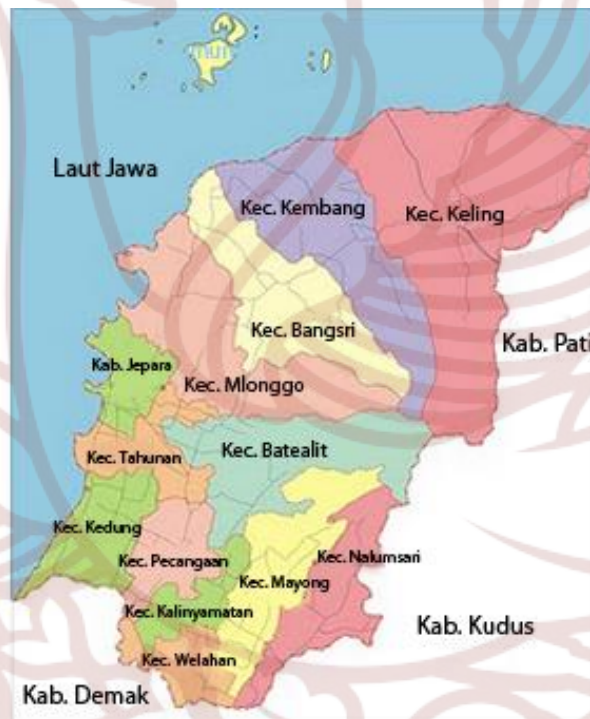 Laut Jawa
Kec. Kembang
Kec. Keling
Kec. Bangsri
Kab. Pati
Kab. Jepara
Kec. Mlonggo
Kec. Batealit
Kec. Tahunan
Kec. Kedung
Kec. Pecangaan
Kec. Nalumsari
Kec. Mayong
Kec. Kalinyamatan
Kab. Kudus
Kec. Welahan
Kab. Demak